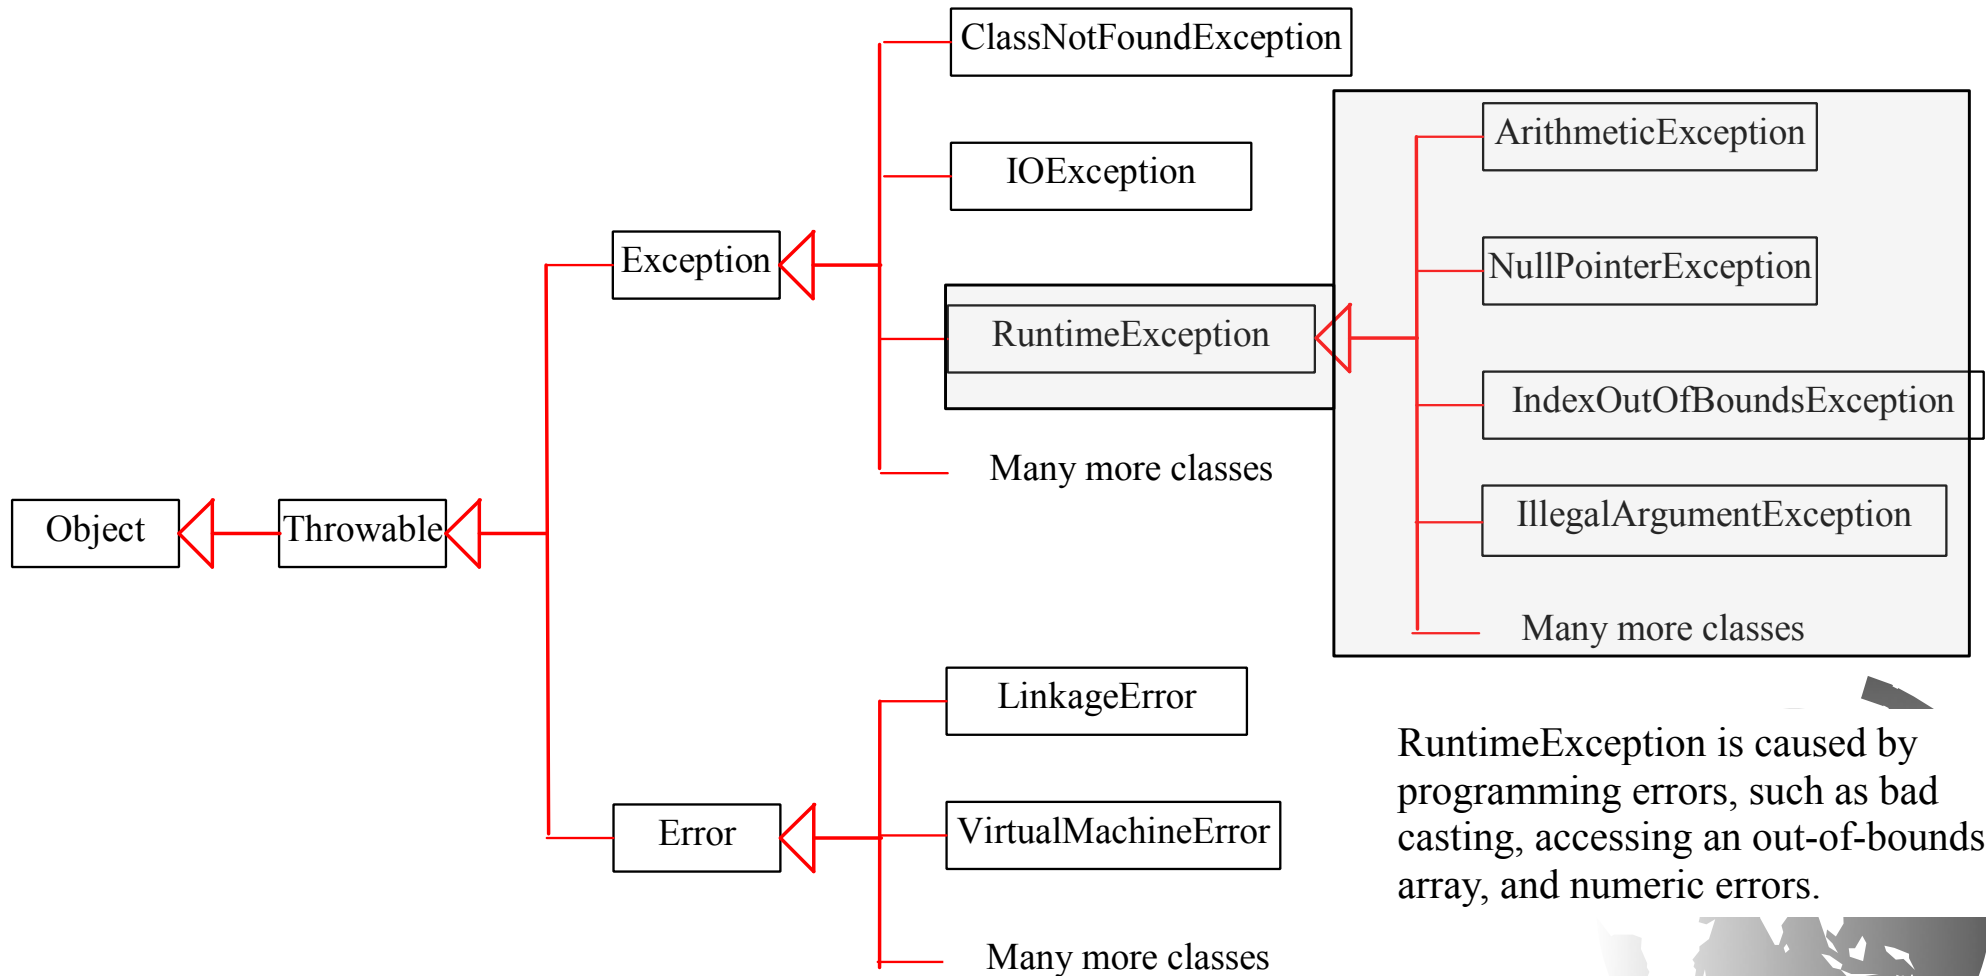 ClassNotFoundException
ArithmeticException
IOException
NullPointerException
Exception
RuntimeException
IndexOutOfBoundsException
Many more classes
Object
Throwable
IllegalArgumentException
Many more classes
LinkageError
RuntimeException is caused by
programming errors, such as bad
casting, accessing an out-of-bounds
array, and numeric errors.
Error
VirtualMachineError
Many more classes